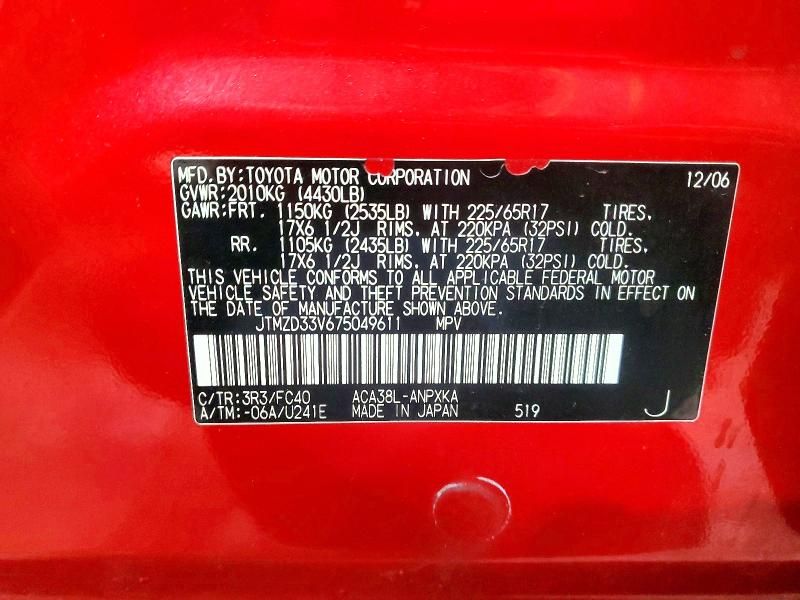 MFD. BY: TOYOTA MOTOR CORPORATION 12/06
GVWR: 2010KG (4430LB)
GAWR: FRT. 1150KG (2535LB) WITH 225/65R17 TIRES,
17X6 1/2J RIMS, AT 220KPA (32PSI) COLD.
RR. 1105KG (2435LB) WITH 225/65R17 TIRES,
17X6 1/2J RIMS, AT 220KPA (32PSI) COLD.
THIS VEHICLE CONFORMS TO ALL APPLICABLE FEDERAL MOTOR
VEHICLE SAFETY AND THEFT PREVENTION STANDARDS IN EFFECT ON
THE DATE OF MANUFACTURE SHOWN ABOVE.
JTMZD33V675049611 MPV
C/TR: 3R3/FC40 ACA38L-ANPXKA
A/TM: -06A/U241E MADE IN JAPAN 519 J